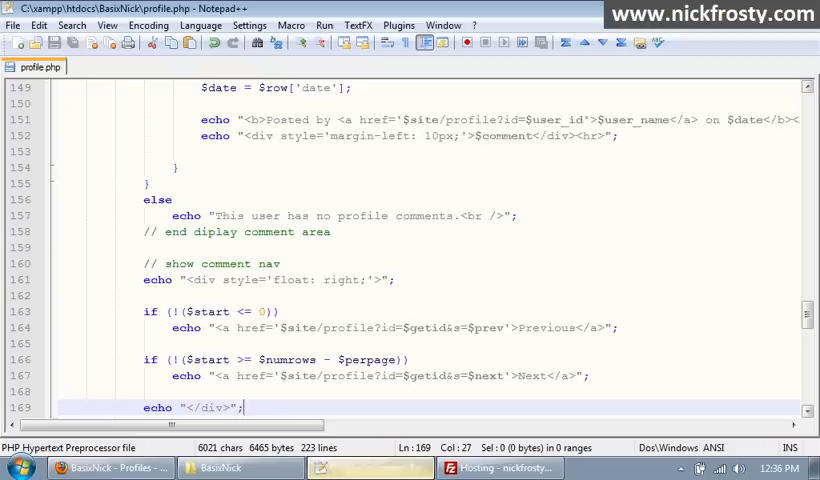 C:\xampp\htdocs\BasixNick\profile.php - Notepad++
www.nickfrosty.com
File Edit Search View Encoding Language Settings Macro Run TextFX Plugins Window ?
profile.php
149 $date = $row['date'];
150
151 echo "<b>Posted by <a href='$site/profile?id=$user_id'>$user_name</a> on $date</b><
152 echo "<div style='margin-left: 10px;'>$comment</div><hr>";
153
154 }
155 }
156 else
157 echo "This user has no profile comments.<br />";
158 // end diplay comment area
159
160 // show comment nav
161 echo "<div style='float: right;'>";
162
163 if (!($start <= 0))
164 echo "<a href='$site/profile?id=$getid&s=$prev'>Previous</a>";
165
166 if (!($start >= $numrows - $perpage))
167 echo "<a href='$site/profile?id=$getid&s=$next'>Next</a>";
168
169 echo "</div>";
PHP Hypertext Preprocessor file 6021 chars 6465 bytes 223 lines Ln : 169 Col : 27 Sel : 0 (0 bytes) in 0 ranges Dos\Windows ANSI INS
BasixNick - Profiles - ... BasixNick Hosting - nickfrosty... 12:36 PM